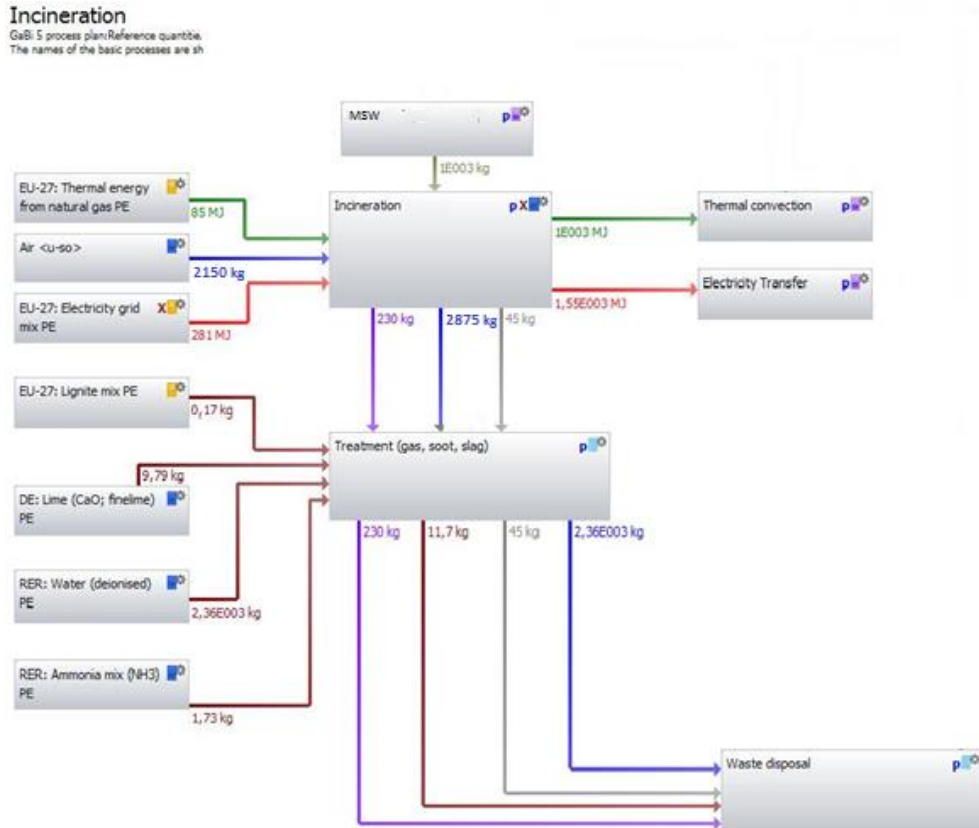 Incineration
GaBi 5 process plan:Reference quantitie.
The names of the basic processes are sh
MSW
p
1E003 kg
EU-27: Thermal energy
from natural gas PE
85 MJ
Incineration
p X
Thermal convection
p
1E003 MJ
Air <u-so>
2150 kg
EU-27: Electricity grid
mix PE
X
281 MJ
Electricity Transfer
p
1,55E003 MJ
230 kg
2875 kg
45 kg
EU-27: Lignite mix PE
0,17 kg
Treatment (gas, soot, slag)
p
9,79 kg
DE: Lime (CaO; finelime)
PE
230 kg
11,7 kg
45 kg
2,36E003 kg
RER: Water (deionised)
PE
2,36E003 kg
RER: Ammonia mix (NH3)
PE
1,73 kg
Waste disposal
p